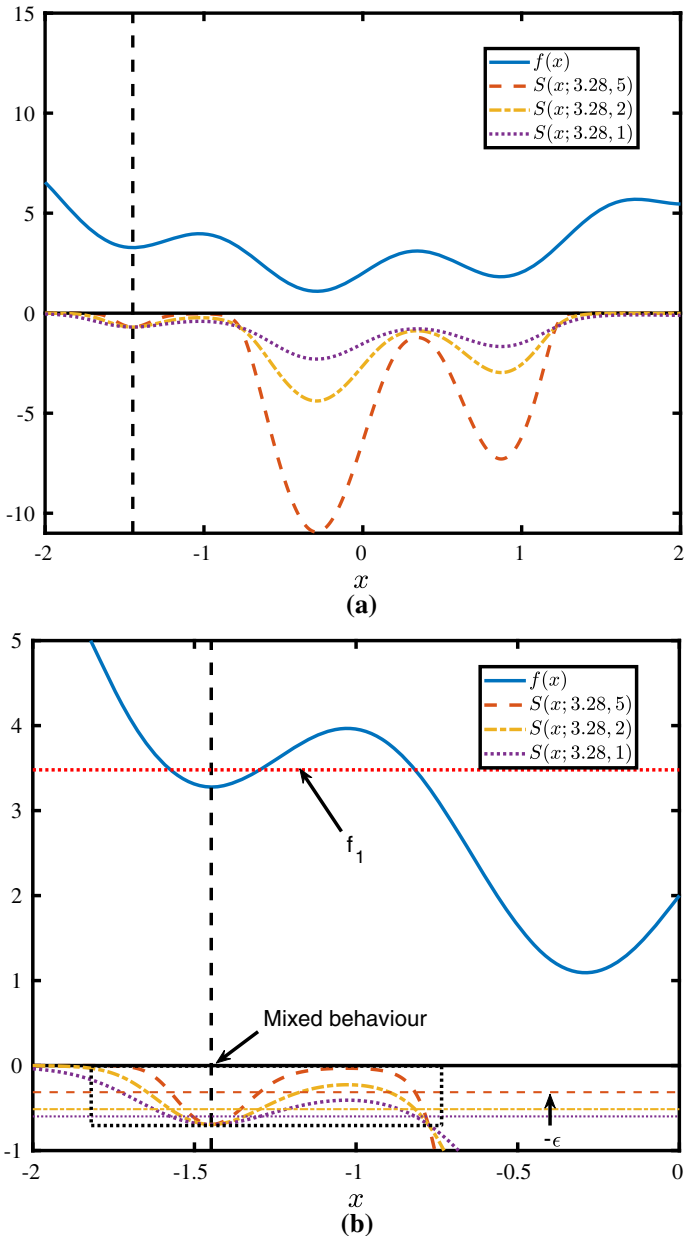 15
10
5
0
-5
-10
-2
-1
0
1
2
x
f(x)
S(x; 3.28, 5)
S(x; 3.28, 2)
S(x; 3.28, 1)
(a)
5
4
3
2
1
0
-1
-2
-1.5
-1
-0.5
0
x
f(x)
S(x; 3.28, 5)
S(x; 3.28, 2)
S(x; 3.28, 1)
f₁
Mixed behaviour
-ϵ
(b)